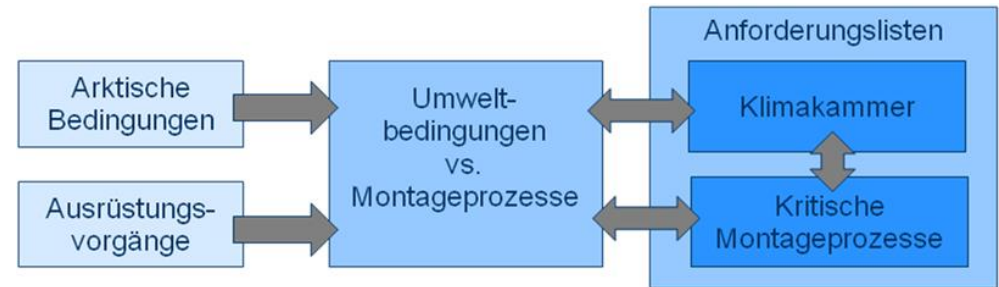 Arktische
Bedingungen
Ausrüstungs-
vorgänge
Umwelt-
bedingungen
vs.
Montageprozesse
Anforderungslisten
Klimakammer
Kritische
Montageprozesse